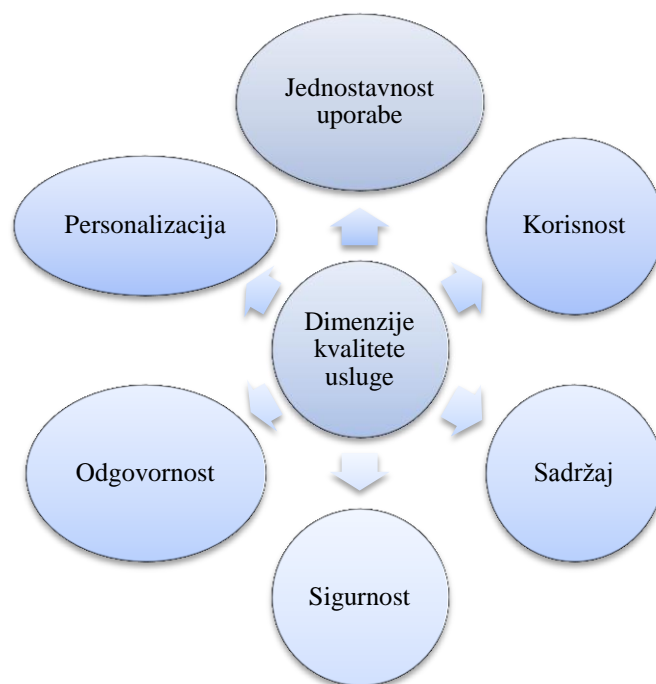 Jednostavnost
uporabe
Personalizacija
Korisnost
Dimenzije
kvalitete
usluge
Odgovornost
Sadržaj
Sigurnost